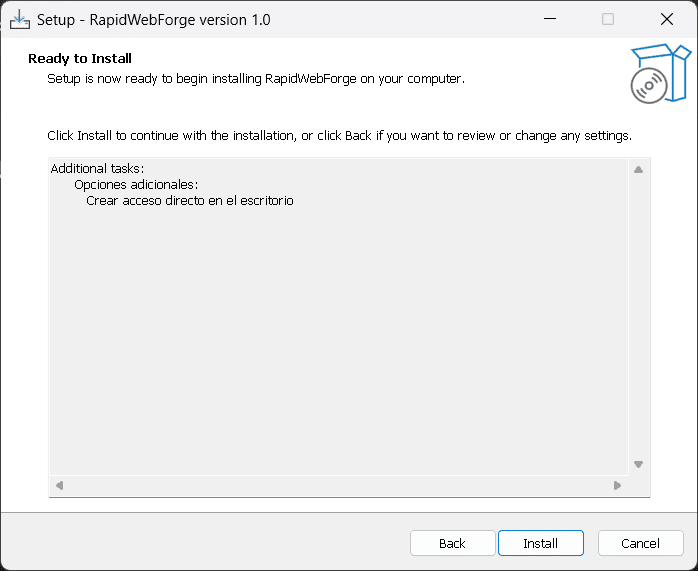 Setup - RapidWebForge version 1.0
Ready to Install
Setup is now ready to begin installing RapidWebForge on your computer.
Click Install to continue with the installation, or click Back if you want to review or change any settings.
Additional tasks:
Opciones adicionales:
Crear acceso directo en el escritorio
Back
Install
Cancel